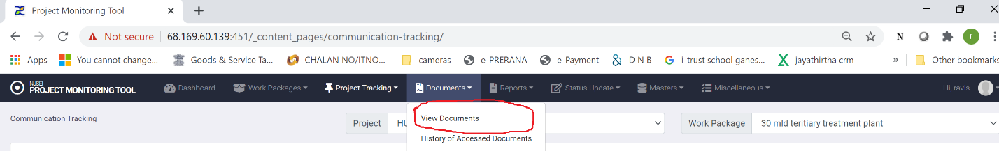 Project Monitoring Tool
Not secure 68.169.60.139:451/_content_pages/communication-tracking/
N r
Apps You cannot change... Goods & Service Ta... CHALAN NO/ITNO... cameras e-PRERANA e-Payment D N B i-trust school ganes... jayathirtha crm » Other bookmarks
NJSEI
PROJECT MONITORING TOOL Dashboard Work Packages Project Tracking Documents Reports Status Update Masters Miscellaneous Hi, ravis
Communication Tracking Project HU View Documents Work Package 30 mld teritiary treatment plant
History of Accessed Documents